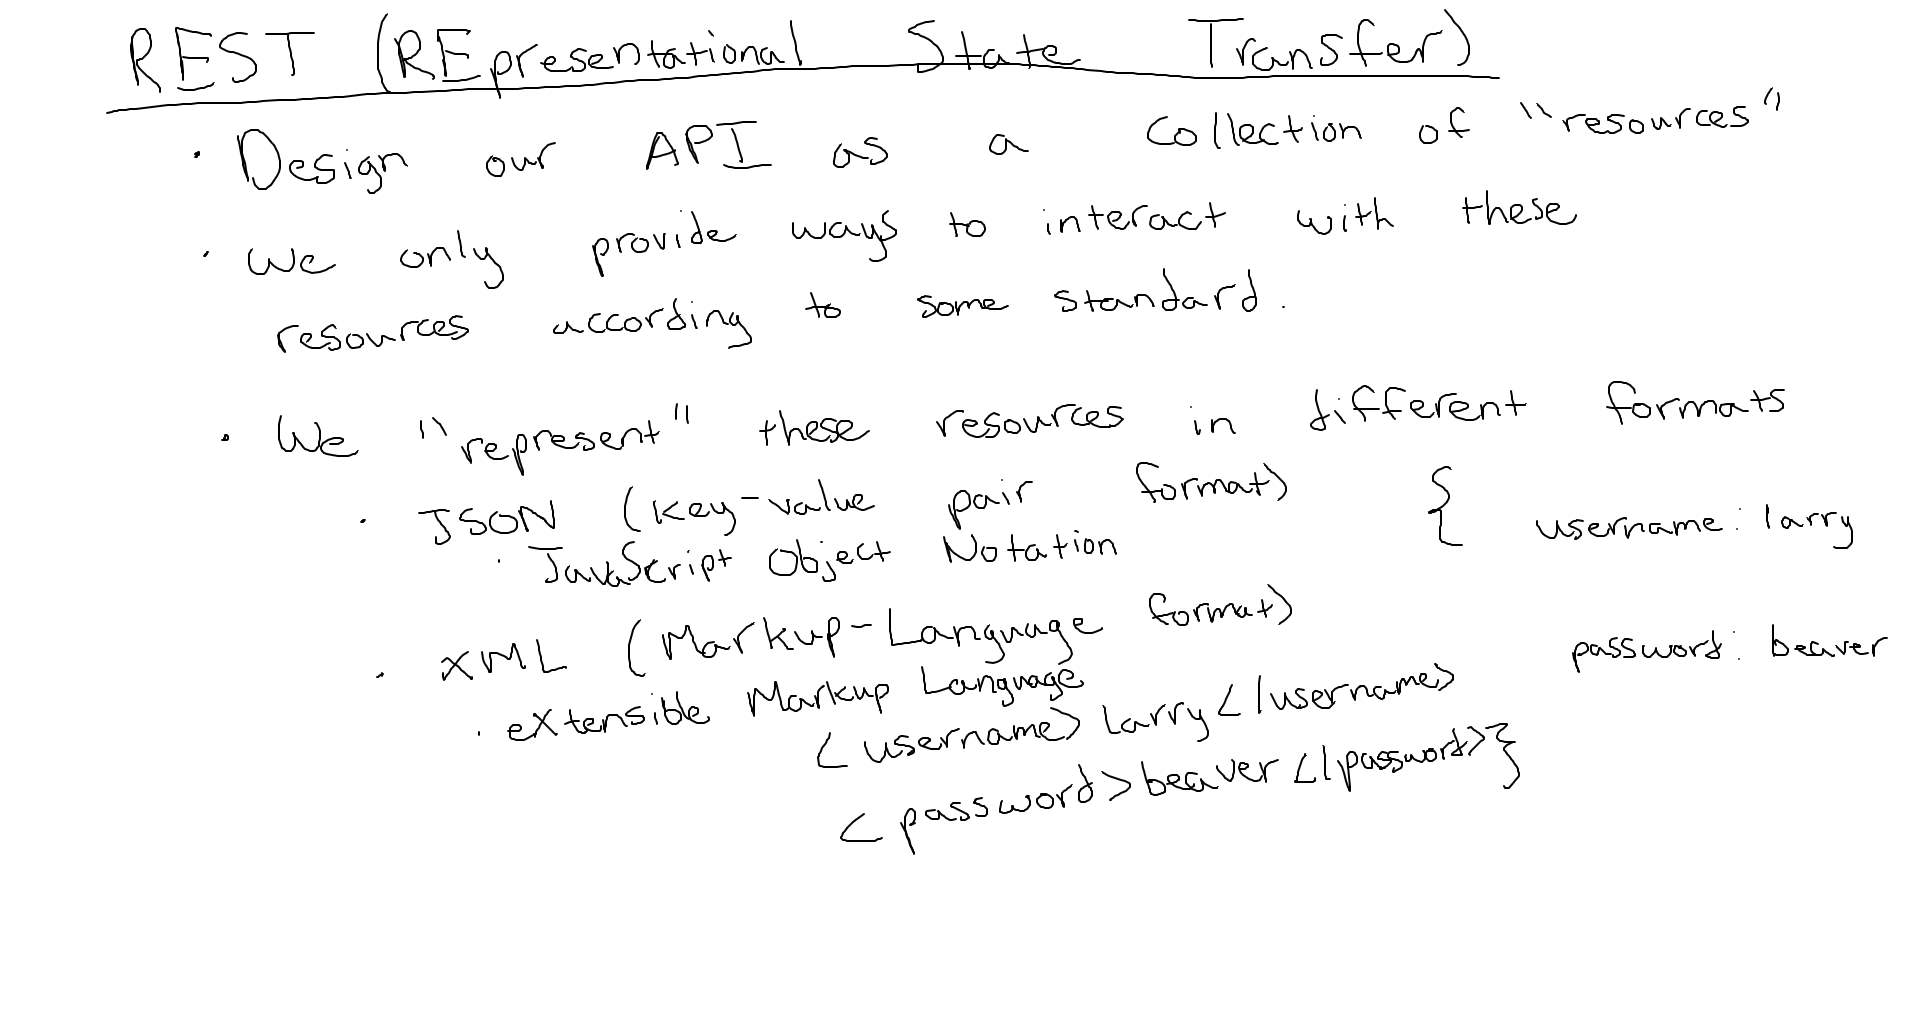 REST (REpresentational State Transfer)
· Design our API as a collection of "resources"
· We only provide ways to interact with these
resources according to some standard.
· We "represent" these resources in different formats
· JSON (key-value pair format)
· JavaScript Object Notation
{ username: larry
password: beaver
}
· XML (Markup-Language format)
· eXtensible Markup Language
<username> larry </username>
<password> beaver </password>